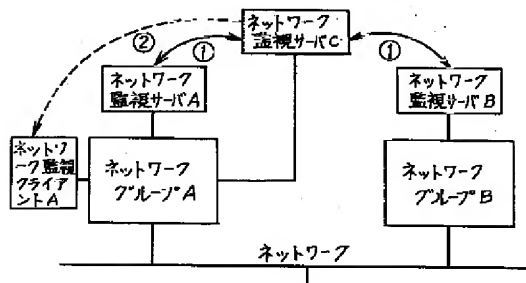 ネットワーク
監視サーバC
②
①
①
ネットワーク
監視サーバA
ネットワーク
監視サーバB
ネットワ
ーク監視
クライア
ントA
ネットワーク
グループA
ネットワーク
グループB
ネットワーク